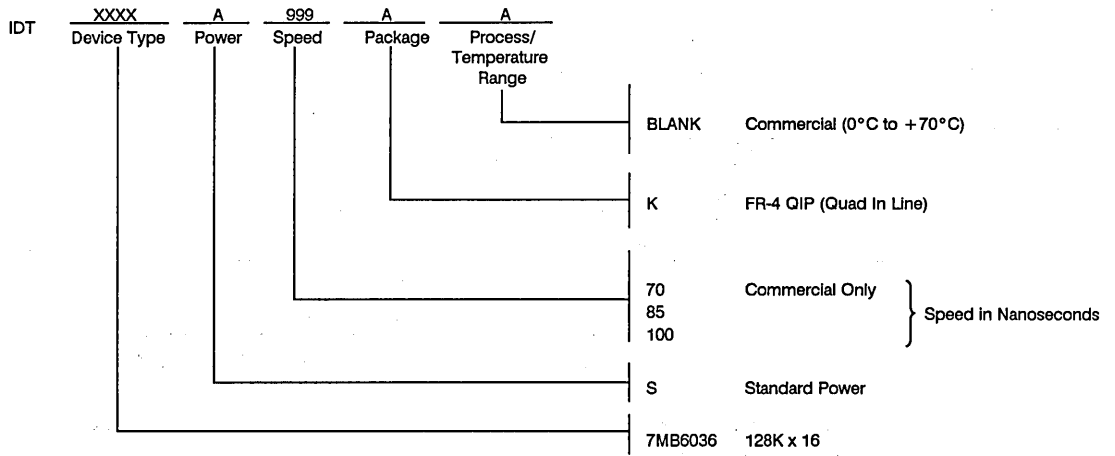 IDT XXXX A 999 A A
Device Type Power Speed Package Process/
Temperature
Range
BLANK Commercial (0°C to +70°C)
K FR-4 QIP (Quad In Line)
70 Commercial Only
85
100
Speed in Nanoseconds
S Standard Power
7MB6036 128K x 16